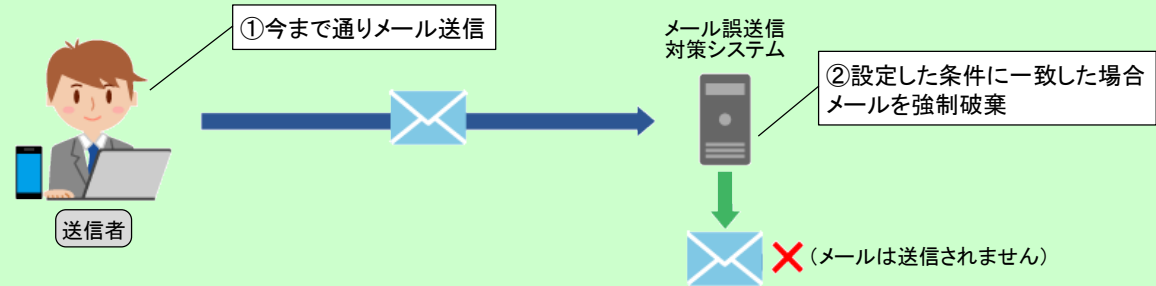 ①今まで通りメール送信
メール誤送信
対策システム
②設定した条件に一致した場合
メールを強制破棄
送信者
(メールは送信されません)